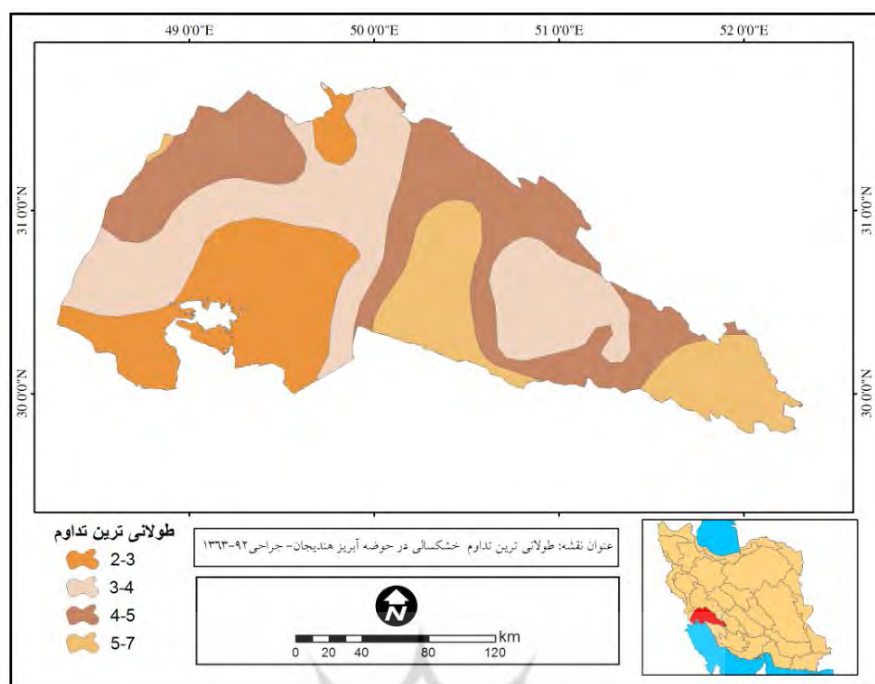 49 0'0"E 50 0'0"E 51 0'0"E 52 0'0"E
31 0'0"N 31 0'0"N
30 0'0"N 30 0'0"N
طولانی ترین تداوم
2-3
3-4
4-5
5-7
عنوان نقشه: طولانی ترین تداوم خشکسالی در حوضه آبریز هندیجان- جراحی۹۲-۱۳۶۳
N
km
0 20 40 80 120